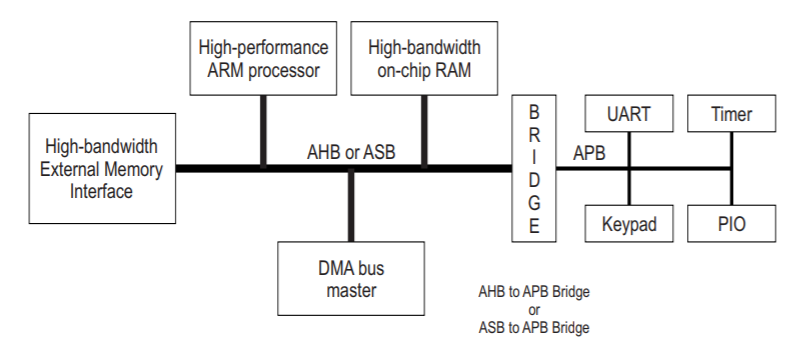 High-performance
ARM processor
High-bandwidth
on-chip RAM
High-bandwidth
External Memory
Interface
AHB or ASB
B
R
I
D
G
E
APB
UART
Timer
Keypad
PIO
DMA bus
master
AHB to APB Bridge
or
ASB to APB Bridge